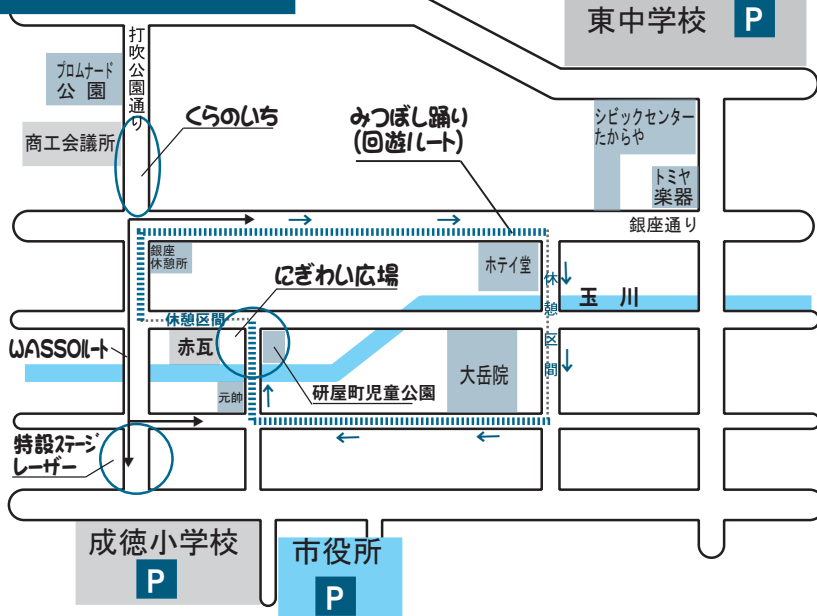 東中学校 P
打吹公園通り
プロムナード
公園
商工会議所
くらのいち
みつぼし踊り
(回遊ルート)
シビックセンター
たからや
トミヤ
楽器
銀座通り
銀座
休憩所
にぎわい広場
ホテイ堂
休憩区間
玉川
休憩区間
WASSOルート
赤瓦
元帥
研屋町児童公園
大岳院
特設ステージ
レーザー
成徳小学校
P
市役所
P